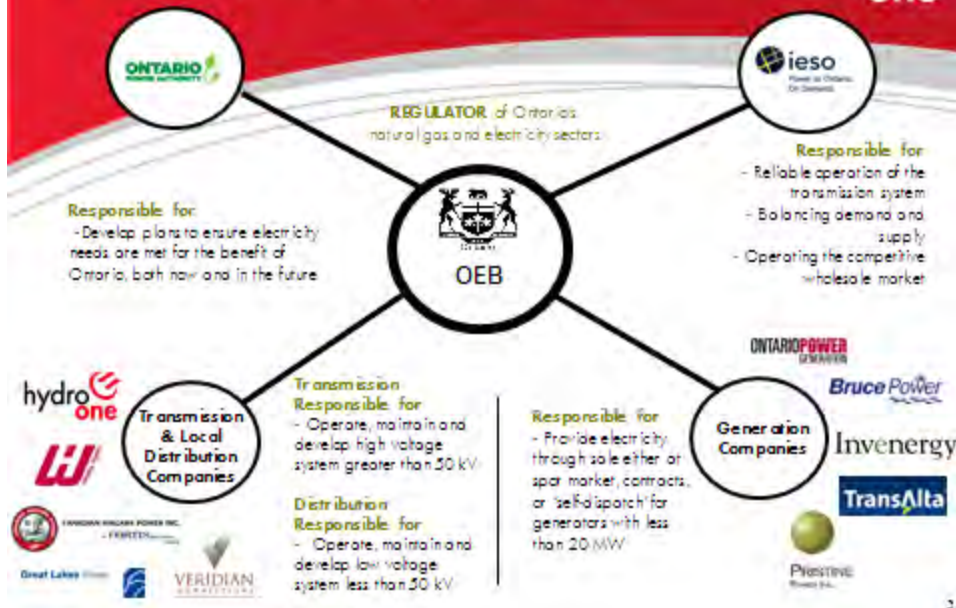 one
ONTARIO
POWER AUTHORITY
ieso
Power to Ontario.
On Demand.
REGULATOR of Ontario's
natural gas and electricity sectors
Responsible for
- Reliable operation of the
transmission system
- Balancing demand and
supply
- Operating the competitive
wholesale market
Responsible for
- Develop plans to ensure electricity
needs are met for the benefit of
Ontario, both now and in the future
Ontario
OEB
hydro
one
Transmission
& Local
Distribution
Companies
CANADIAN NIAGARA POWER INC.
Great Lakes Power
VERIDIAN
CONNECTIONS
Transmission
Responsible for
- Operate, maintain and
develop high voltage
system greater than 50 kV
Distribution
Responsible for
- Operate, maintain and
develop low voltage
system less than 50 kV
Responsible for
- Provide electricity
through sale either at
spot market, contracts,
or 'self-dispatch' for
generators with less
than 20 MW
Generation
Companies
ONTARIOPOWER
GENERATION
Bruce Power
Invenergy
TransAlta
Pristine
Power Inc.